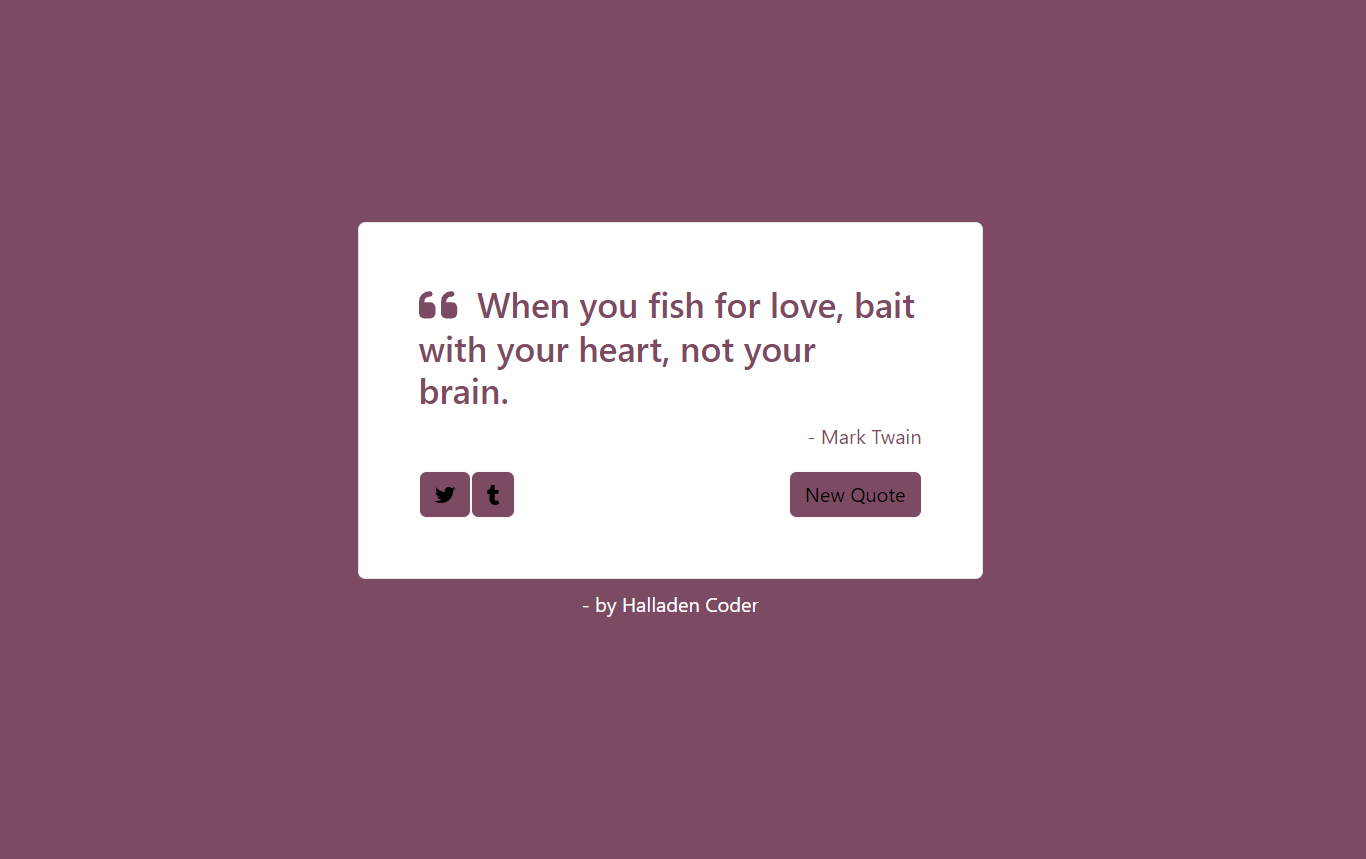 When you fish for love, bait
with your heart, not your
brain.
- Mark Twain
New Quote
- by Halladen Coder